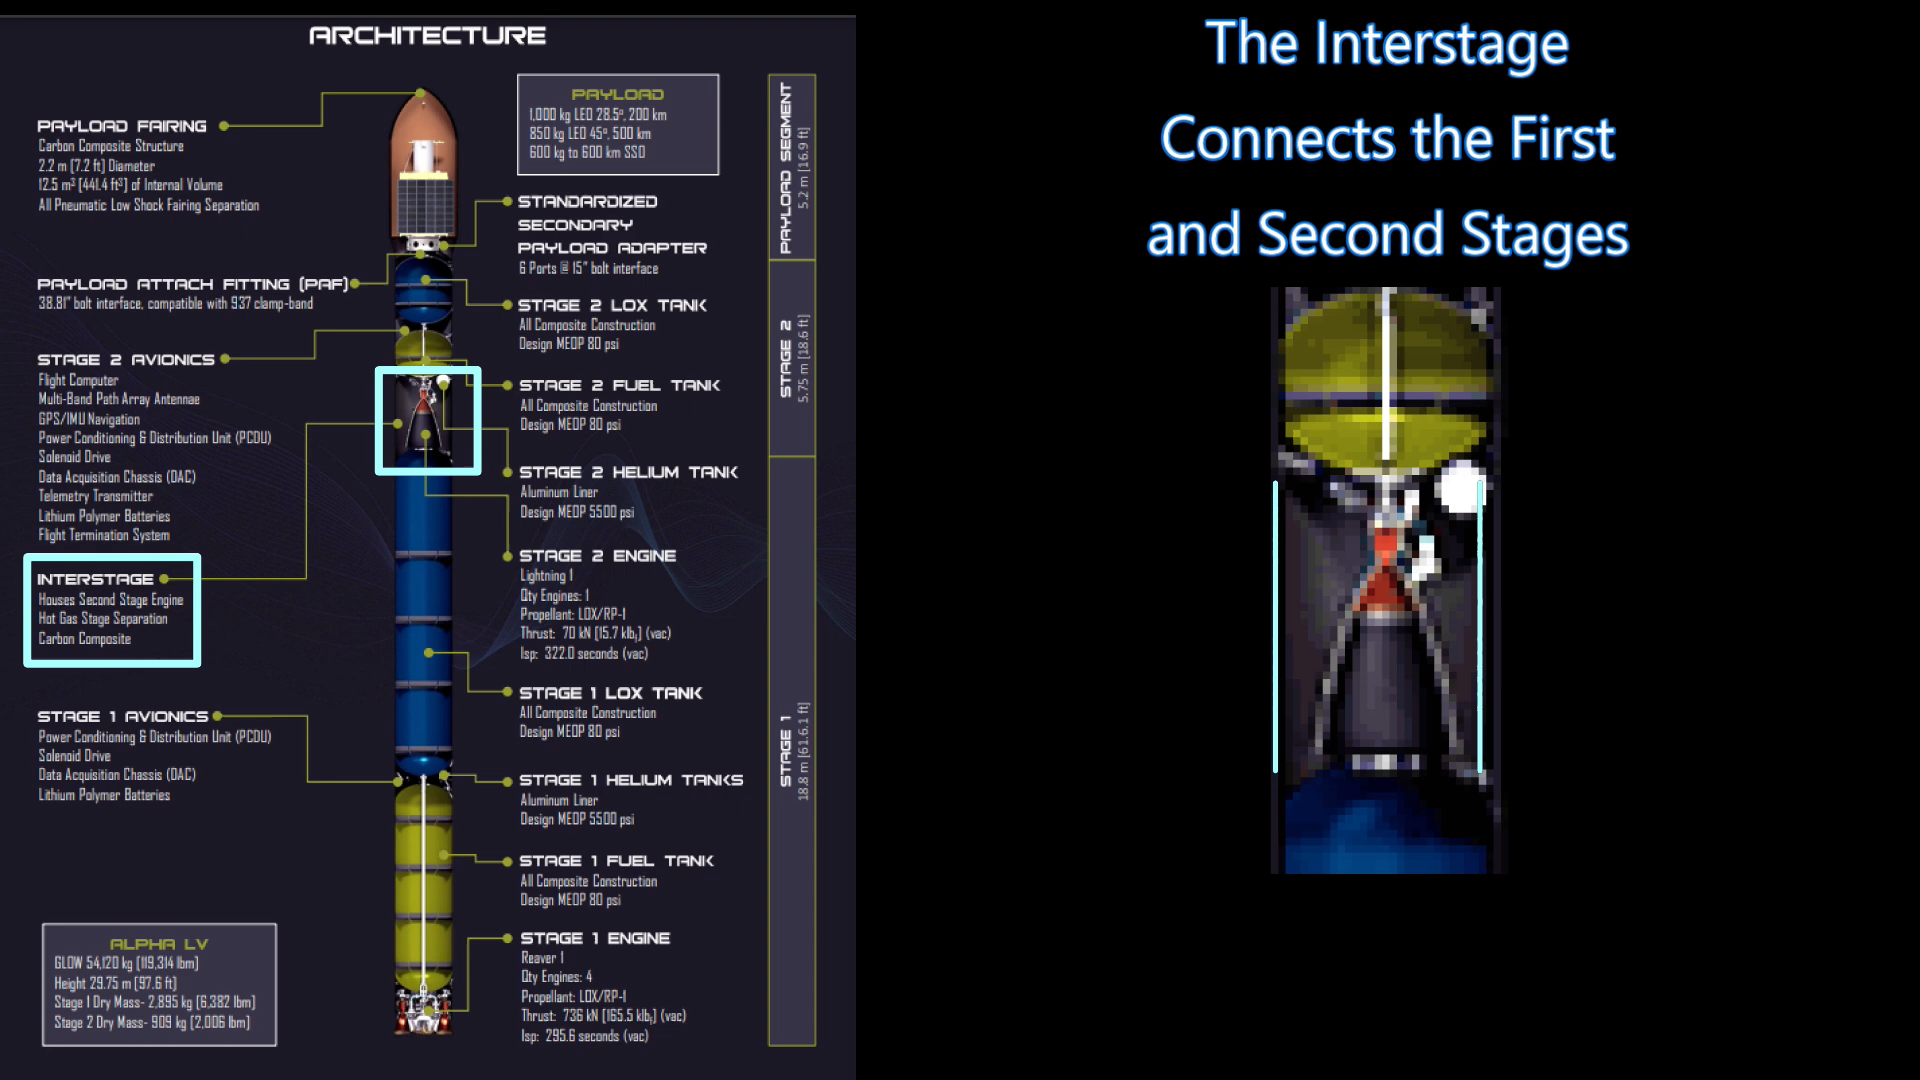 ARCHITECTURE
PAYLOAD FAIRING
Carbon Composite Structure
2.2 m [7.2 ft] Diameter
12.5 m³ [441.4 ft³] of Internal Volume
All Pneumatic Low Shock Fairing Separation
PAYLOAD ATTACH FITTING (PAF)
38.81" bolt interface, compatible with 937 clamp-band
STAGE 2 AVIONICS
Flight Computer
Multi-Band Path Array Antennae
GPS/IMU Navigation
Power Conditioning & Distribution Unit (PCDU)
Solenoid Drive
Data Acquisition Chassis (DAC)
Telemetry Transmitter
Lithium Polymer Batteries
Flight Termination System
INTERSTAGE
Houses Second Stage Engine
Hot Gas Stage Separation
Carbon Composite
STAGE 1 AVIONICS
Power Conditioning & Distribution Unit (PCDU)
Solenoid Drive
Data Acquisition Chassis (DAC)
Lithium Polymer Batteries
ALPHA LV
GLOW 54,120 kg [119,314 lbm]
Height 29.75 m [97.6 ft]
Stage 1 Dry Mass- 2,895 kg [6,382 lbm]
Stage 2 Dry Mass- 909 kg [2,006 lbm]
PAYLOAD
1,000 kg LEO 28.5º, 200 km
850 kg LEO 45º, 500 km
600 kg to 600 km SSO
STANDARDIZED
SECONDARY
PAYLOAD ADAPTER
6 Ports @ 15" bolt interface
STAGE 2 LOX TANK
All Composite Construction
Design MEOP 80 psi
STAGE 2 FUEL TANK
All Composite Construction
Design MEOP 80 psi
STAGE 2 HELIUM TANK
Aluminum Liner
Design MEOP 5500 psi
STAGE 2 ENGINE
Lightning 1
Qty Engines: 1
Propellant: LOX/RP-1
Thrust: 70 kN [15.7 klbf] (vac)
Isp: 322.0 seconds (vac)
STAGE 1 LOX TANK
All Composite Construction
Design MEOP 80 psi
STAGE 1 HELIUM TANKS
Aluminum Liner
Design MEOP 5500 psi
STAGE 1 FUEL TANK
All Composite Construction
Design MEOP 80 psi
STAGE 1 ENGINE
Reaver 1
Qty Engines: 4
Propellant: LOX/RP-1
Thrust: 736 kN [165.5 klbf] (vac)
Isp: 295.6 seconds (vac)
PAYLOAD SEGMENT
5.2 m [16.9 ft]
STAGE 2
5.75 m [18.6 ft]
STAGE 1
18.8 m [61.6.1 ft]
The Interstage
Connects the First
and Second Stages